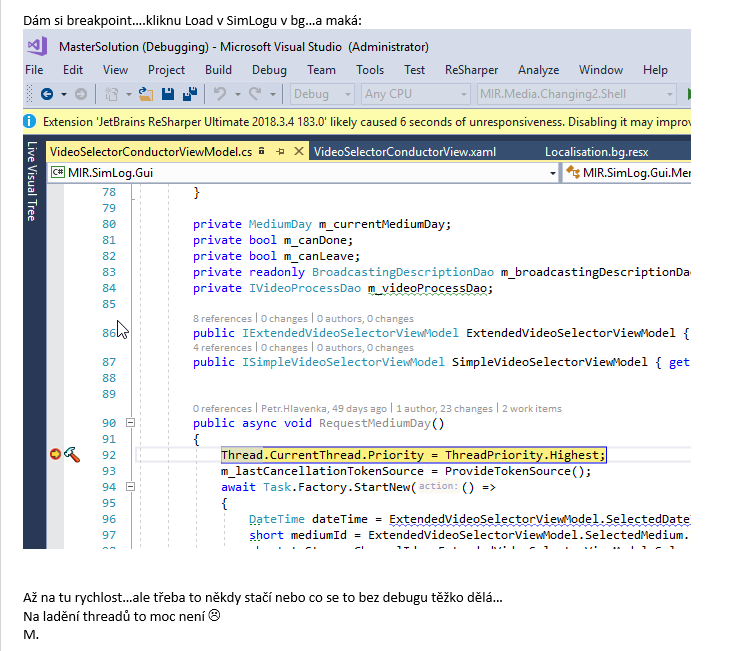 Dám si breakpoint....kliknu Load v SimLogu v bg...a maká:
MasterSolution (Debugging) - Microsoft Visual Studio (Administrator)
File Edit View Project Build Debug Team Tools Test ReSharper Analyze Window Help
Debug Any CPU MIR.Media.Changing2.Shell
Extension 'JetBrains ReSharper Ultimate 2018.3.4 183.0' likely caused 6 seconds of unresponsiveness. Disabling it may improv
Live Visual Tree
VideoSelectorConductorViewModel.cs VideoSelectorConductorView.xaml Localisation.bg.resx
C# MIR.SimLog.Gui MIR.SimLog.Gui.Mer
78 }
79
80 private MediumDay m_currentMediumDay;
81 private bool m_canDone;
82 private bool m_canLeave;
83 private readonly BroadcastingDescriptionDao m_broadcastingDescriptionDa
84 private IVideoProcessDao m_videoProcessDao;
85
8 references | 0 changes | 0 authors, 0 changes
86 public IExtendedVideoSelectorViewModel ExtendedVideoSelectorViewModel {
4 references | 0 changes | 0 authors, 0 changes
87 public ISimpleVideoSelectorViewModel SimpleVideoSelectorViewModel { get
88
89
0 references | Petr.Hlavenka, 49 days ago | 1 author, 23 changes | 2 work items
90 public async void RequestMediumDay()
91 {
92 Thread.CurrentThread.Priority = ThreadPriority.Highest;
93 m_lastCancellationTokenSource = ProvideTokenSource();
94 await Task.Factory.StartNew(action: () =>
95 {
96 DateTime dateTime = ExtendedVideoSelectorViewModel.SelectedDate
97 short mediumId = ExtendedVideoSelectorViewModel.SelectedMedium.
Až na tu rychlost...ale třeba to někdy stačí nebo co se to bez debugu těžko dělá...
Na ladění threadů to moc není ☹
M.